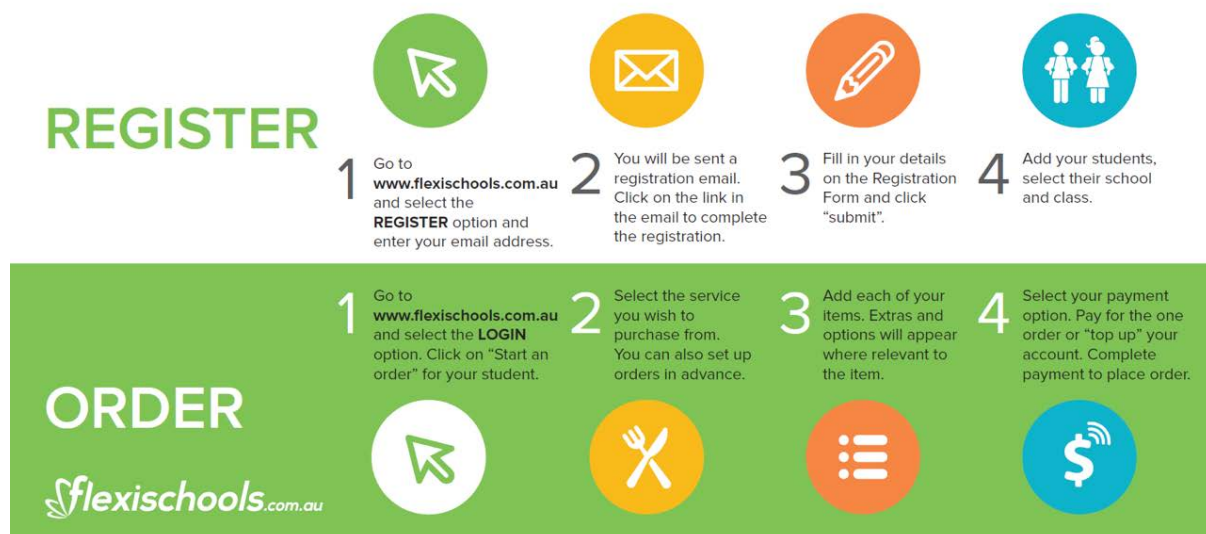 REGISTER
1
Go to
www.flexischools.com.au
and select the
REGISTER option and
enter your email address.
2
You will be sent a
registration email.
Click on the link in
the email to complete
the registration.
3
Fill in your details
on the Registration
Form and click
“submit”.
4
Add your students,
select their school
and class.
ORDER
1
Go to
www.flexischools.com.au
and select the LOGIN
option. Click on “Start an
order” for your student.
2
Select the service
you wish to
purchase from.
You can also set up
orders in advance.
3
Add each of your
items. Extras and
options will appear
where relevant to
the item.
4
Select your payment
option. Pay for the one
order or “top up” your
account. Complete
payment to place order.
$
flexischools.com.au